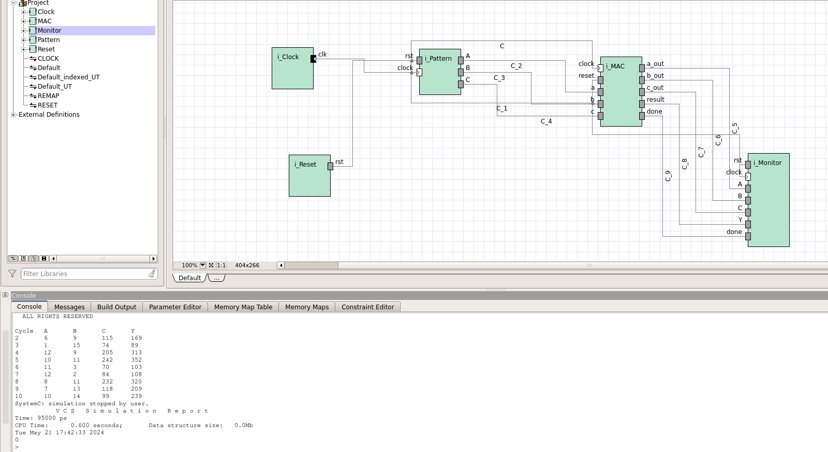 Project
Clock
MAC
Monitor
Pattern
Reset
CLOCK
Default
Default_indexed_UT
Default_UT
REMAP
RESET
External Definitions
Filter Libraries
i_Clock
clk
i_Reset
rst
rst
clock
i_Pattern
A
B
C
C
C_2
C_3
C_1
C_4
clock
reset
a
b
c
i_MAC
a_out
b_out
c_out
result
done
C_5
C_6
C_7
C_8
C_9
rst
clock
A
B
C
Y
done
i_Monitor
100% 1:1 404x266
Default ...
Console
Console Messages Build Output Parameter Editor Memory Map Table Memory Maps Constraint Editor
ALL RIGHTS RESERVED
Cycle A B C Y
2 6 9 115 169
3 1 15 74 89
4 12 9 205 313
5 10 11 242 352
6 11 3 70 103
7 12 2 84 108
8 8 11 232 320
9 7 13 118 209
10 10 14 99 239
SystemC: simulation stopped by user.
V C S S i m u l a t i o n R e p o r t
Time: 95000 ps
CPU Time: 0.600 seconds; Data structure size: 0.0Mb
Tue May 21 17:42:33 2024
0
>